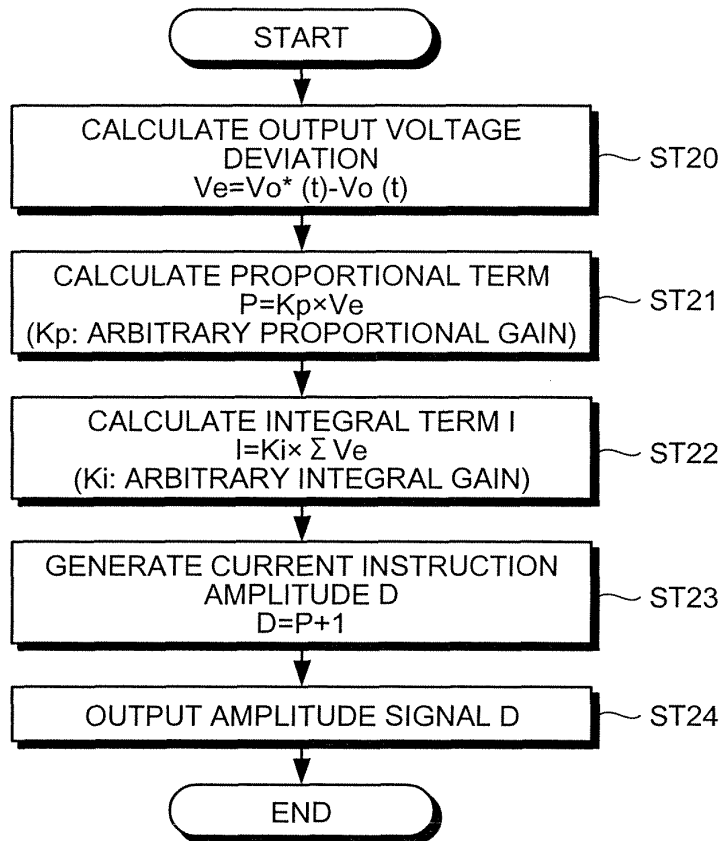 START
CALCULATE OUTPUT VOLTAGE
DEVIATION
Ve=Vo* (t)-Vo (t)
ST20
CALCULATE PROPORTIONAL TERM
P=Kp×Ve
(Kp: ARBITRARY PROPORTIONAL GAIN)
ST21
CALCULATE INTEGRAL TERM I
I=Ki× Σ Ve
(Ki: ARBITRARY INTEGRAL GAIN)
ST22
GENERATE CURRENT INSTRUCTION
AMPLITUDE D
D=P+1
ST23
OUTPUT AMPLITUDE SIGNAL D
ST24
END